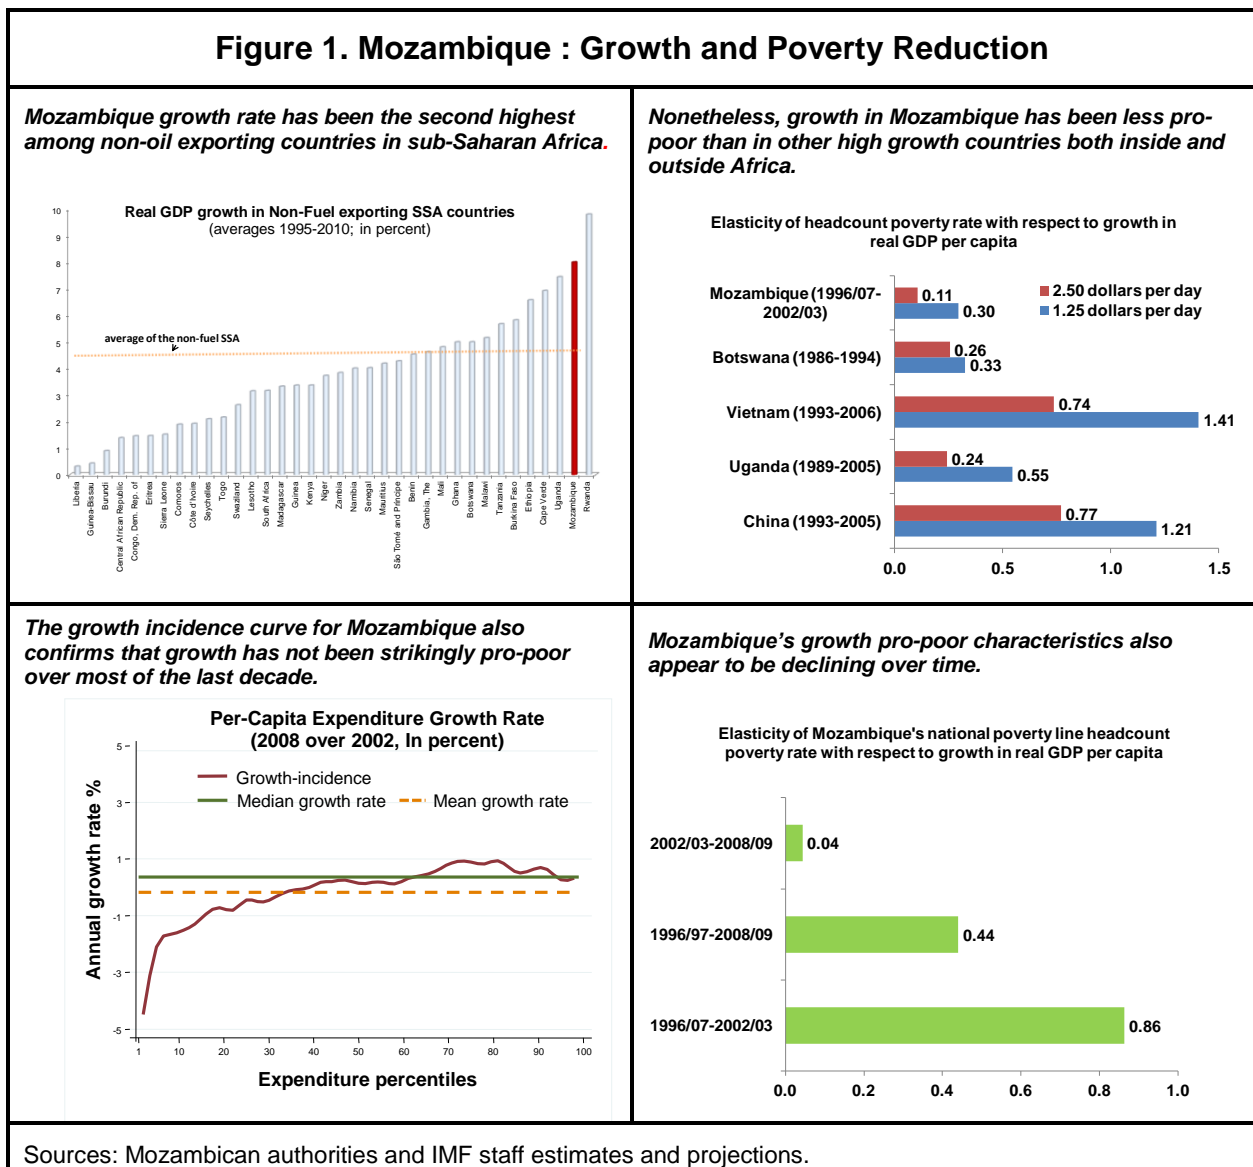 Figure 1. Mozambique : Growth and Poverty Reduction
Mozambique growth rate has been the second highest
among non-oil exporting countries in sub-Saharan Africa.
Real GDP growth in Non-Fuel exporting SSA countries
(averages 1995-2010; in percent)
10
9
8
7
6
5
4
3
2
1
0
average of the non-fuel SSA
Liberia
Guinea-Bissau
Burundi
Central African Republic
Congo, Dem. Rep. of
Eritrea
Sierra Leone
Comoros
Côte d'Ivoire
Seychelles
Togo
Swaziland
Lesotho
South Africa
Madagascar
Guinea
Kenya
Niger
Zambia
Namibia
Senegal
Mauritius
São Tomé and Príncipe
Benin
Gambia, The
Mali
Ghana
Botswana
Malawi
Tanzania
Burkina Faso
Ethiopia
Cape Verde
Uganda
Mozambique
Rwanda
Nonetheless, growth in Mozambique has been less pro-
poor than in other high growth countries both inside and
outside Africa.
Elasticity of headcount poverty rate with respect to growth in
real GDP per capita
2.50 dollars per day
1.25 dollars per day
Mozambique (1996/07-
2002/03)
0.11
0.30
Botswana (1986-1994)
0.26
0.33
Vietnam (1993-2006)
0.74
1.41
Uganda (1989-2005)
0.24
0.55
China (1993-2005)
0.77
1.21
0.0 0.5 1.0 1.5
The growth incidence curve for Mozambique also
confirms that growth has not been strikingly pro-poor
over most of the last decade.
Per-Capita Expenditure Growth Rate
(2008 over 2002, In percent)
Growth-incidence
Median growth rate Mean growth rate
Annual growth rate %
5
3
1
-1
-3
-5
1 10 20 30 40 50 60 70 80 90 100
Expenditure percentiles
Mozambique's growth pro-poor characteristics also
appear to be declining over time.
Elasticity of Mozambique's national poverty line headcount
poverty rate with respect to growth in real GDP per capita
2002/03-2008/09 0.04
1996/97-2008/09 0.44
1996/07-2002/03 0.86
0.0 0.2 0.4 0.6 0.8 1.0
Sources: Mozambican authorities and IMF staff estimates and projections.